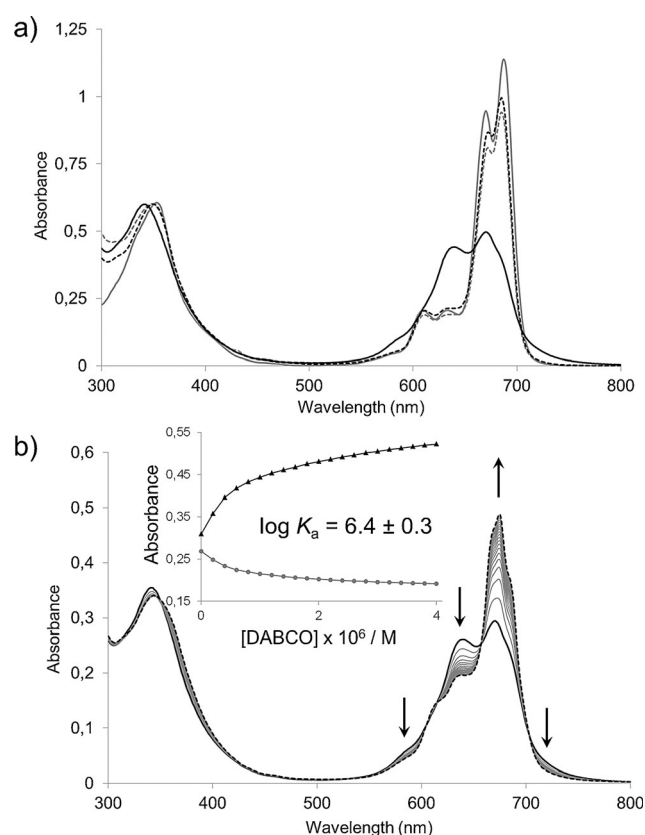 a)
1,25
1
0,75
0,5
0,25
0
Absorbance
300 400 500 600 700 800
Wavelength (nm)
b)
0,6
0,5
0,4
0,3
0,2
0,1
0
Absorbance
0,55
0,45
0,35
0,25
0,15
Absorbance
log Ka = 6.4 ± 0.3
0 2 4
[DABCO] x 10⁶ / M
300 400 500 600 700 800
Wavelength (nm)